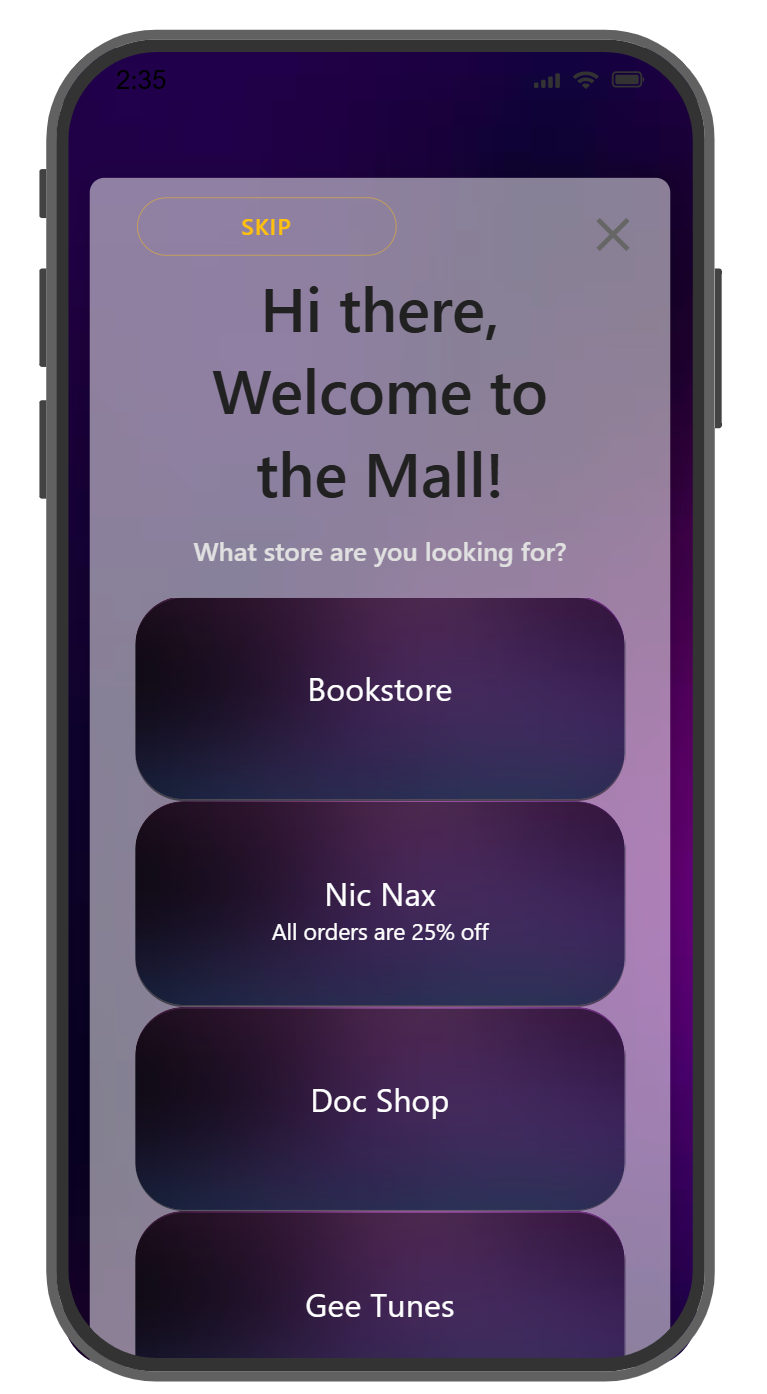 2:35
SKIP
Hi there,
Welcome to
the Mall!
What store are you looking for?
Bookstore
Nic Nax
All orders are 25% off
Doc Shop
Gee Tunes